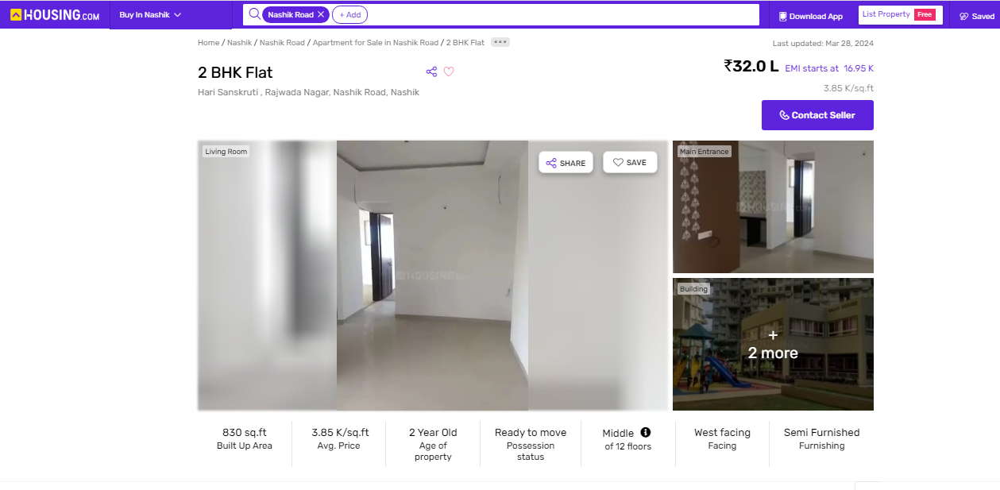 HOUSING.COM
Buy In Nashik
Nashik Road
+ Add
Download App
List Property Free
Saved
Home / Nashik / Nashik Road / Apartment for Sale in Nashik Road / 2 BHK Flat
Last updated: Mar 28, 2024
2 BHK Flat
₹32.0 L EMI starts at 16.95 K
Hari Sanskruti , Rajwada Nagar, Nashik Road, Nashik
3.85 K/sq.ft
Contact Seller
Living Room
SHARE
SAVE
HOUSING.com
Main Entrance
HOUSING.com
Building
+
2 more
830 sq.ft
Built Up Area
3.85 K/sq.ft
Avg. Price
2 Year Old
Age of
property
Ready to move
Possession
status
Middle
of 12 floors
West facing
Facing
Semi Furnished
Furnishing